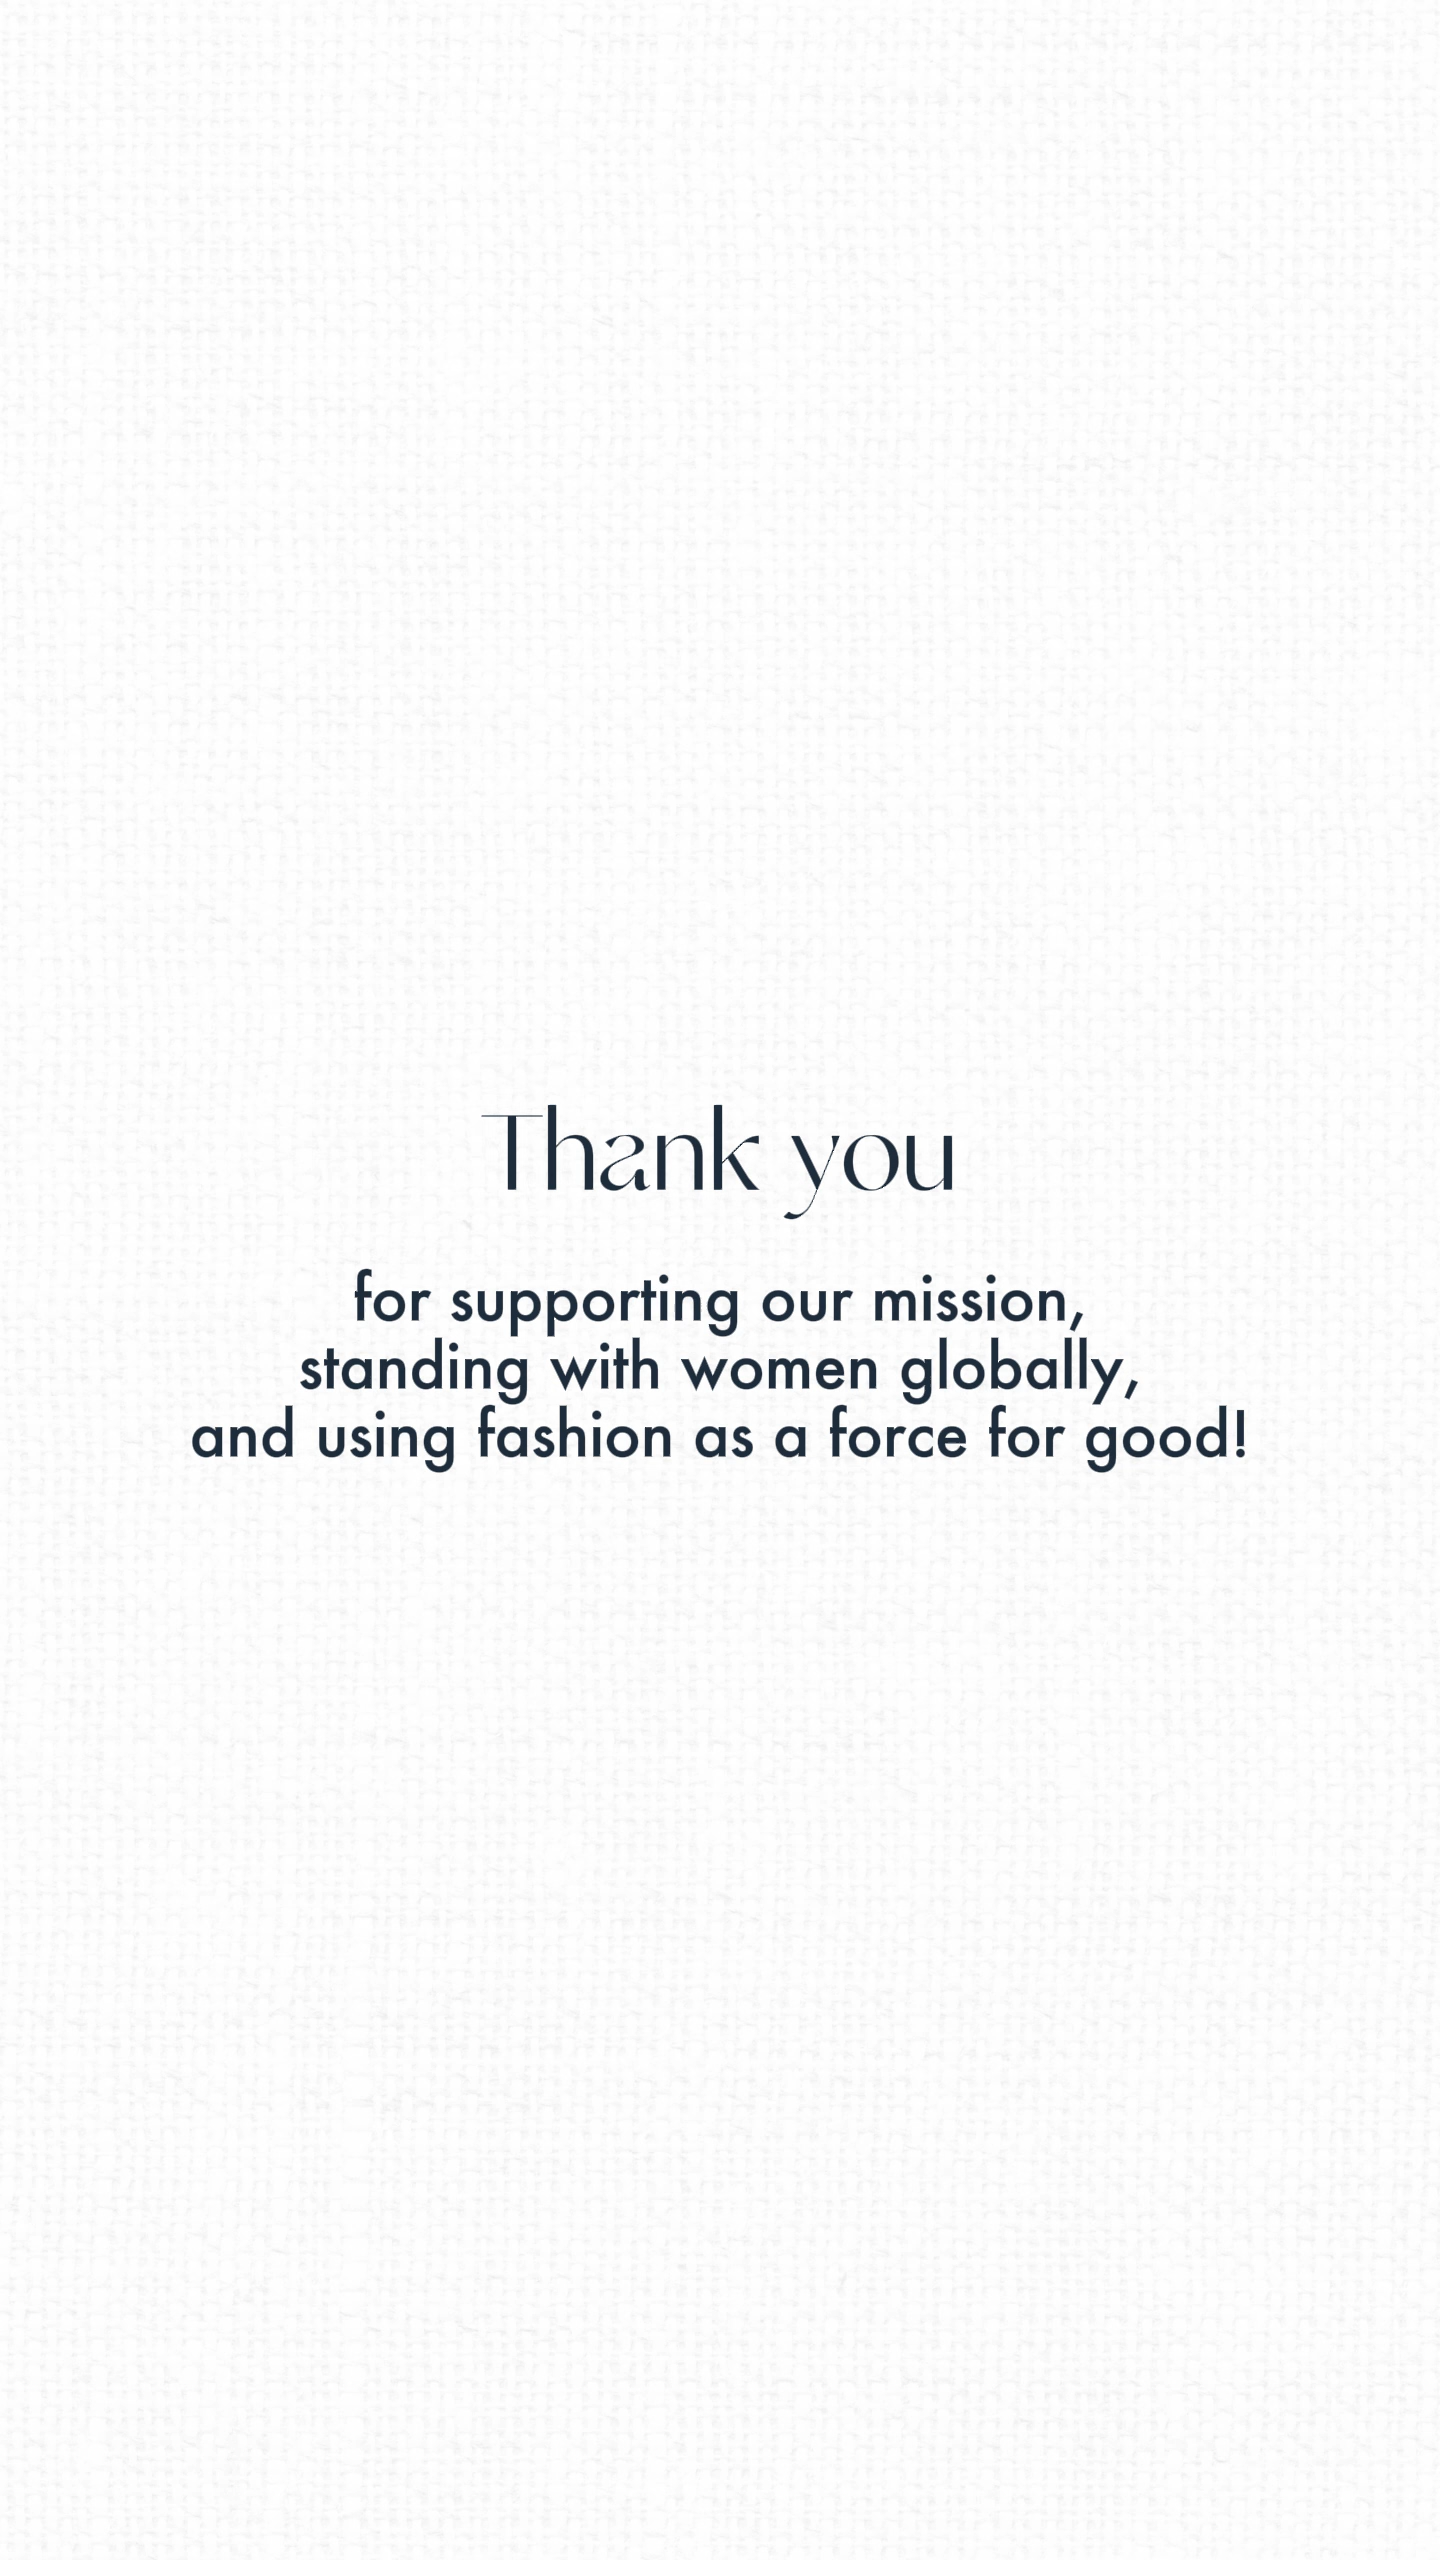 Thank you
for supporting our mission,
standing with women globally,
and using fashion as a force for good!